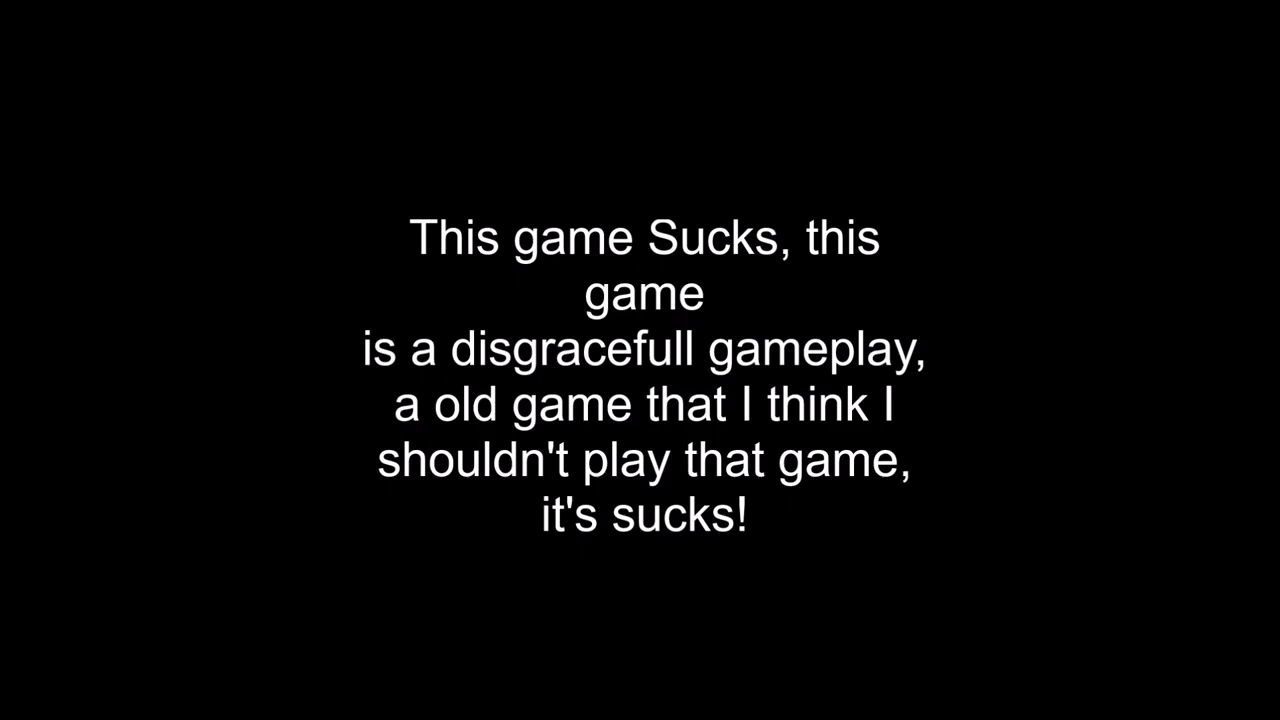 This game Sucks, this
game
is a disgracefull gameplay,
a old game that I think I
shouldn't play that game,
it's sucks!